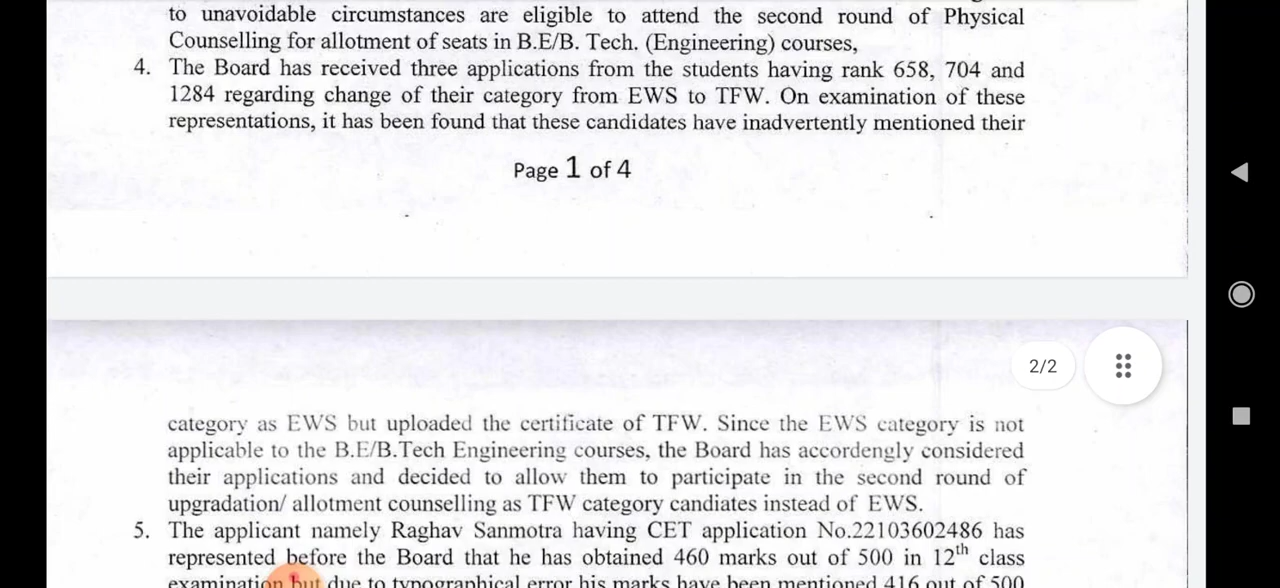 to unavoidable circumstances are eligible to attend the second round of Physical
Counselling for allotment of seats in B.E/B. Tech. (Engineering) courses,
4. The Board has received three applications from the students having rank 658, 704 and
1284 regarding change of their category from EWS to TFW. On examination of these
representations, it has been found that these candidates have inadvertently mentioned their
Page 1 of 4
2/2
category as EWS but uploaded the certificate of TFW. Since the EWS category is not
applicable to the B.E/B.Tech Engineering courses, the Board has accordengly considered
their applications and decided to allow them to participate in the second round of
upgradation/ allotment counselling as TFW category candiates instead of EWS.
5. The applicant namely Raghav Sanmotra having CET application No.22103602486 has
represented before the Board that he has obtained 460 marks out of 500 in 12th class
examination but due to typographical error his marks have been mentioned 416 out of 500